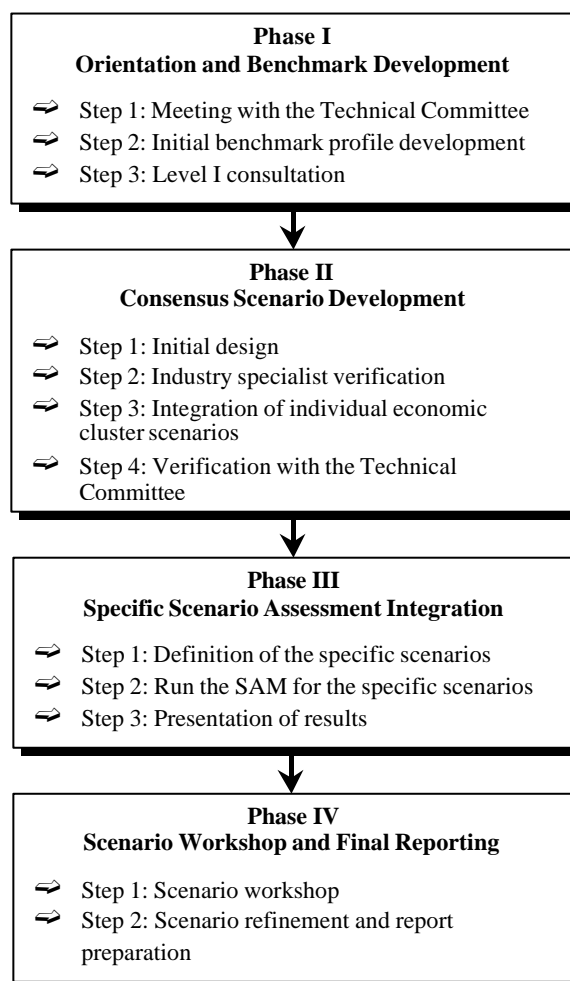 Phase I
Orientation and Benchmark Development
➫ Step 1: Meeting with the Technical Committee
➫ Step 2: Initial benchmark profile development
➫ Step 3: Level I consultation
Phase II
Consensus Scenario Development
➫ Step 1: Initial design
➫ Step 2: Industry specialist verification
➫ Step 3: Integration of individual economic
cluster scenarios
➫ Step 4: Verification with the Technical
Committee
Phase III
Specific Scenario Assessment Integration
➫ Step 1: Definition of the specific scenarios
➫ Step 2: Run the SAM for the specific scenarios
➫ Step 3: Presentation of results
Phase IV
Scenario Workshop and Final Reporting
➫ Step 1: Scenario workshop
➫ Step 2: Scenario refinement and report
preparation